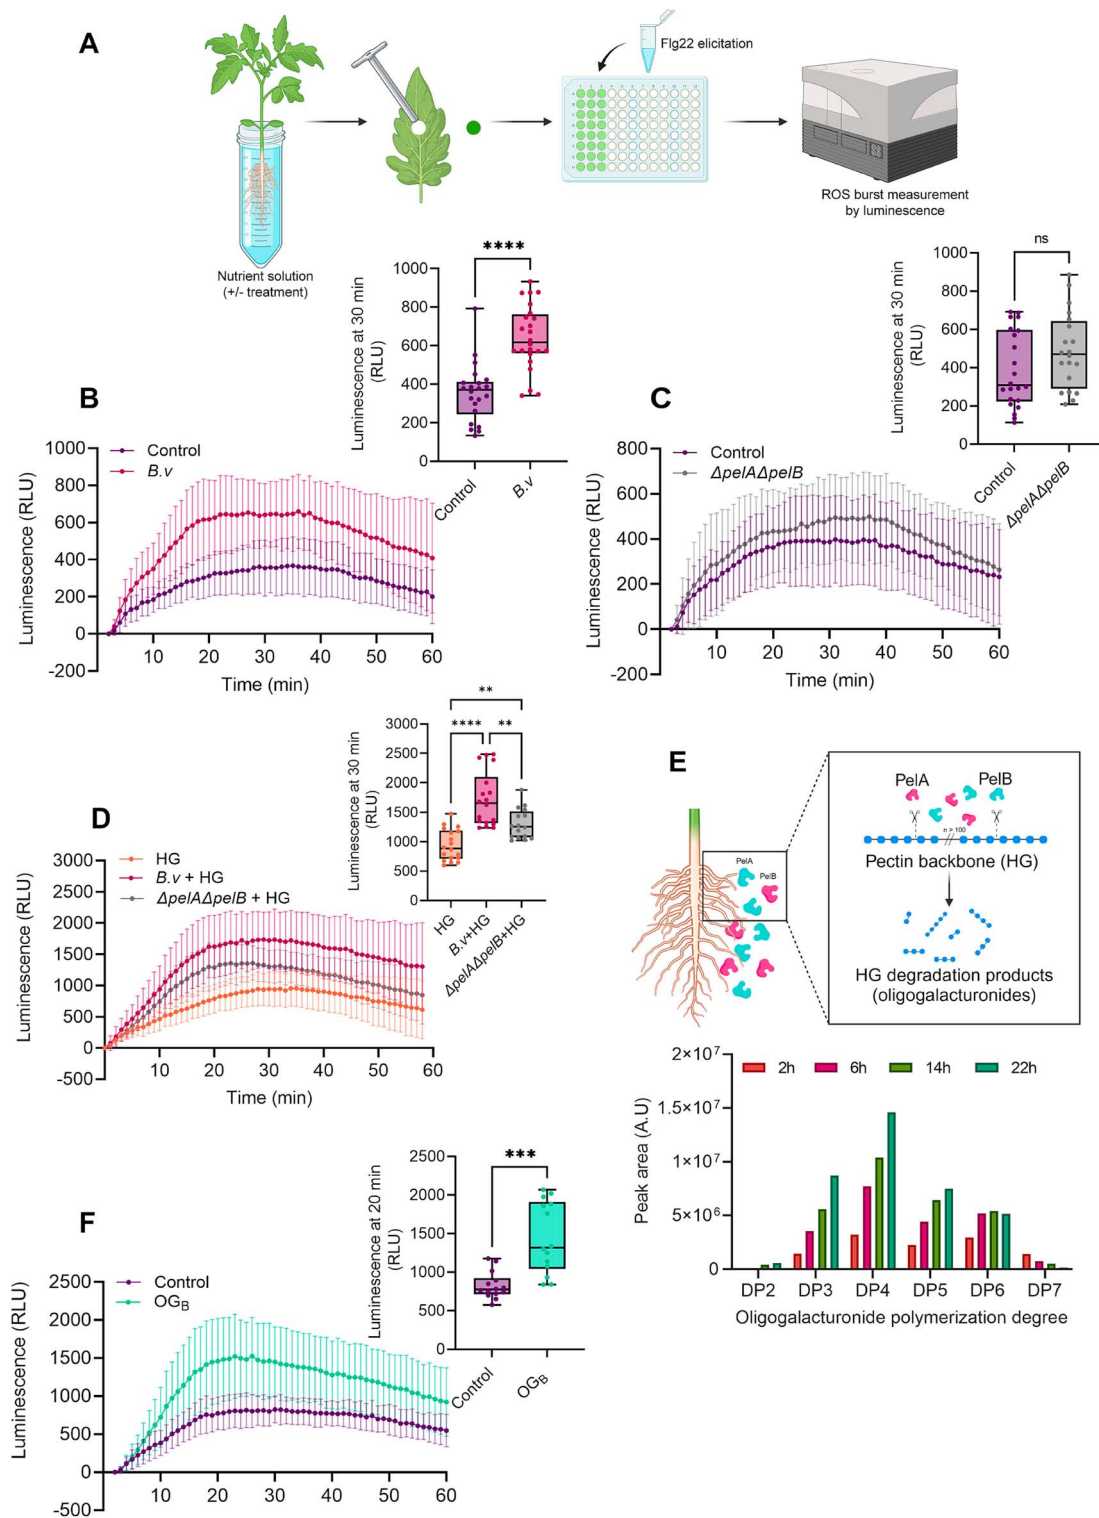 A
Flg22 elicitation
Nutrient solution
(+/- treatment)
ROS burst measurement
by luminescence
B
Luminescence at 30 min
(RLU)
1000
800
600
400
200
0
****
Control
B.v
Control
B.v
Luminescence (RLU)
1000
800
600
400
200
0
-200
10
20
30
40
50
60
Time (min)
C
Luminescence at 30 min
(RLU)
1000
800
600
400
200
0
ns
Control
ΔpelAΔpelB
Control
ΔpelAΔpelB
Luminescence (RLU)
800
600
400
200
0
-200
10
20
30
40
50
60
Time (min)
D
Luminescence at 30 min
(RLU)
3000
2500
2000
1500
1000
500
0
**
****
**
HG
B.v+HG
ΔpelAΔpelB+HG
HG
B.v + HG
ΔpelAΔpelB + HG
Luminescence (RLU)
3000
2500
2000
1500
1000
500
0
-500
10
20
30
40
50
60
Time (min)
E
PelA
PelB
PelA
PelB
n > 100
Pectin backbone (HG)
HG degradation products
(oligogalacturonides)
2h
6h
14h
22h
Peak area (A.U)
2×10⁷
1.5×10⁷
1×10⁷
5×10⁶
0
DP2
DP3
DP4
DP5
DP6
DP7
Oligogalacturonide polymerization degree
F
Luminescence at 20 min
(RLU)
2500
2000
1500
1000
500
0
***
Control
OGB
Control
OGB
Luminescence (RLU)
2500
2000
1500
1000
500
0
-500
10
20
30
40
50
60